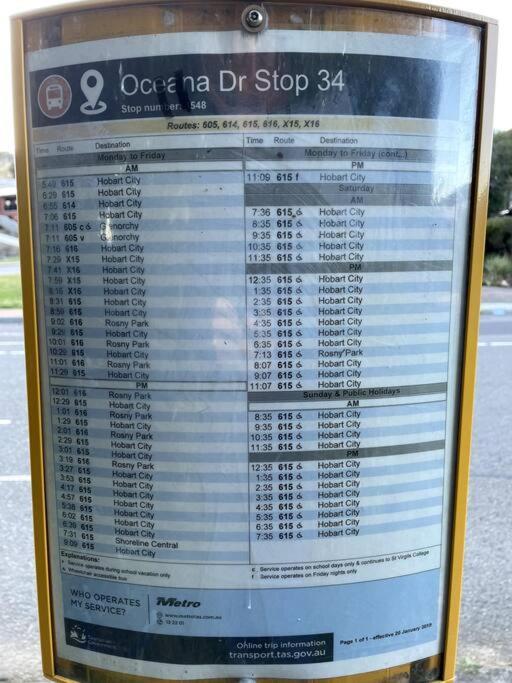 Oceana Dr Stop 34
Stop number: 548
Routes: 605, 614, 615, 616, X15, X16
Time Route Destination
Monday to Friday
AM
5:49 615 Hobart City
6:29 615 Hobart City
6:55 614 Hobart City
7:06 615 Hobart City
7:11 605 c ♿ Glenorchy
7:11 605 v Glenorchy
7:16 616 Hobart City
7:29 X15 Hobart City
7:41 X16 Hobart City
7:59 X15 Hobart City
8:16 X16 Hobart City
8:31 615 Hobart City
8:59 615 Hobart City
9:02 616 Rosny Park
9:29 615 Hobart City
10:01 616 Rosny Park
10:29 615 Hobart City
11:01 616 Rosny Park
11:29 615 Hobart City
PM
12:01 616 Rosny Park
12:29 615 Hobart City
1:01 616 Rosny Park
1:29 615 Hobart City
2:01 616 Rosny Park
2:29 615 Hobart City
3:01 615 Hobart City
3:19 616 Rosny Park
3:27 615 Hobart City
3:53 615 Hobart City
4:17 615 Hobart City
4:57 615 Hobart City
5:38 615 Hobart City
6:02 615 Hobart City
6:39 615 Hobart City
7:31 615 Shoreline Central
9:09 615 Hobart City
Time Route Destination
Monday to Friday (cont...)
PM
11:09 615 f Hobart City
Saturday
AM
7:36 615 ♿ Hobart City
8:35 615 ♿ Hobart City
9:35 615 ♿ Hobart City
10:35 615 ♿ Hobart City
11:35 615 ♿ Hobart City
PM
12:35 615 ♿ Hobart City
1:35 615 ♿ Hobart City
2:35 615 ♿ Hobart City
3:35 615 ♿ Hobart City
4:35 615 ♿ Hobart City
5:35 615 ♿ Hobart City
6:35 615 ♿ Hobart City
7:13 615 ♿ Rosny Park
8:07 615 ♿ Hobart City
9:07 615 ♿ Hobart City
11:07 615 ♿ Hobart City
Sunday & Public Holidays
AM
8:35 615 ♿ Hobart City
9:35 615 ♿ Hobart City
10:35 615 ♿ Hobart City
11:35 615 ♿ Hobart City
PM
12:35 615 ♿ Hobart City
1:35 615 ♿ Hobart City
2:35 615 ♿ Hobart City
3:35 615 ♿ Hobart City
4:35 615 ♿ Hobart City
5:35 615 ♿ Hobart City
6:35 615 ♿ Hobart City
7:35 615 ♿ Hobart City
Explanations:
v Service operates during school vacation only
♿ Wheelchair accessible bus
c Service operates on school days only & continues to St Virgils College
f Service operates on Friday nights only
WHO OPERATES
MY SERVICE?
Metro
www.metrotas.com.au
13 22 01
Online trip information
transport.tas.gov.au
Page 1 of 1 - effective 20 January 2019